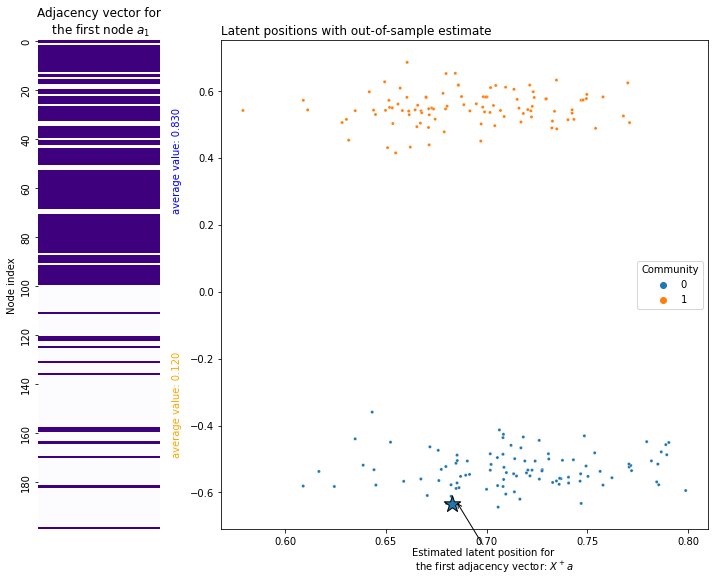 Adjacency vector for
the first node a₁
Node index
0
20
40
60
80
100
120
140
160
180
average value: 0.830
average value: 0.120
Latent positions with out-of-sample estimate
0.6
0.4
0.2
0.0
−0.2
−0.4
−0.6
0.60
0.65
0.70
0.75
0.80
Community
0
1
Estimated latent position for
the first adjacency vector: X⁺a